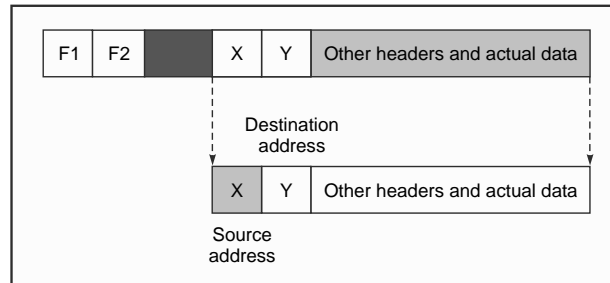 F1 F2 X Y Other headers and actual data
Destination
address
X Y Other headers and actual data
Source
address